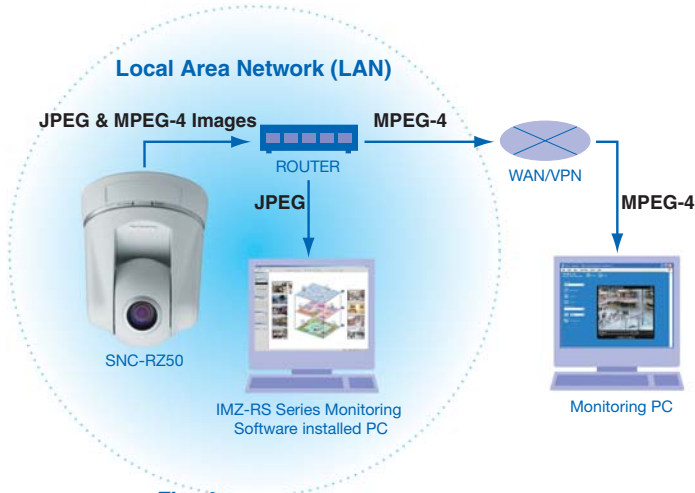 Local Area Network (LAN)
JPEG & MPEG-4 Images
MPEG-4
ROUTER
WAN/VPN
JPEG
MPEG-4
SNC-RZ50
IMZ-RS Series Monitoring
Software installed PC
Monitoring PC